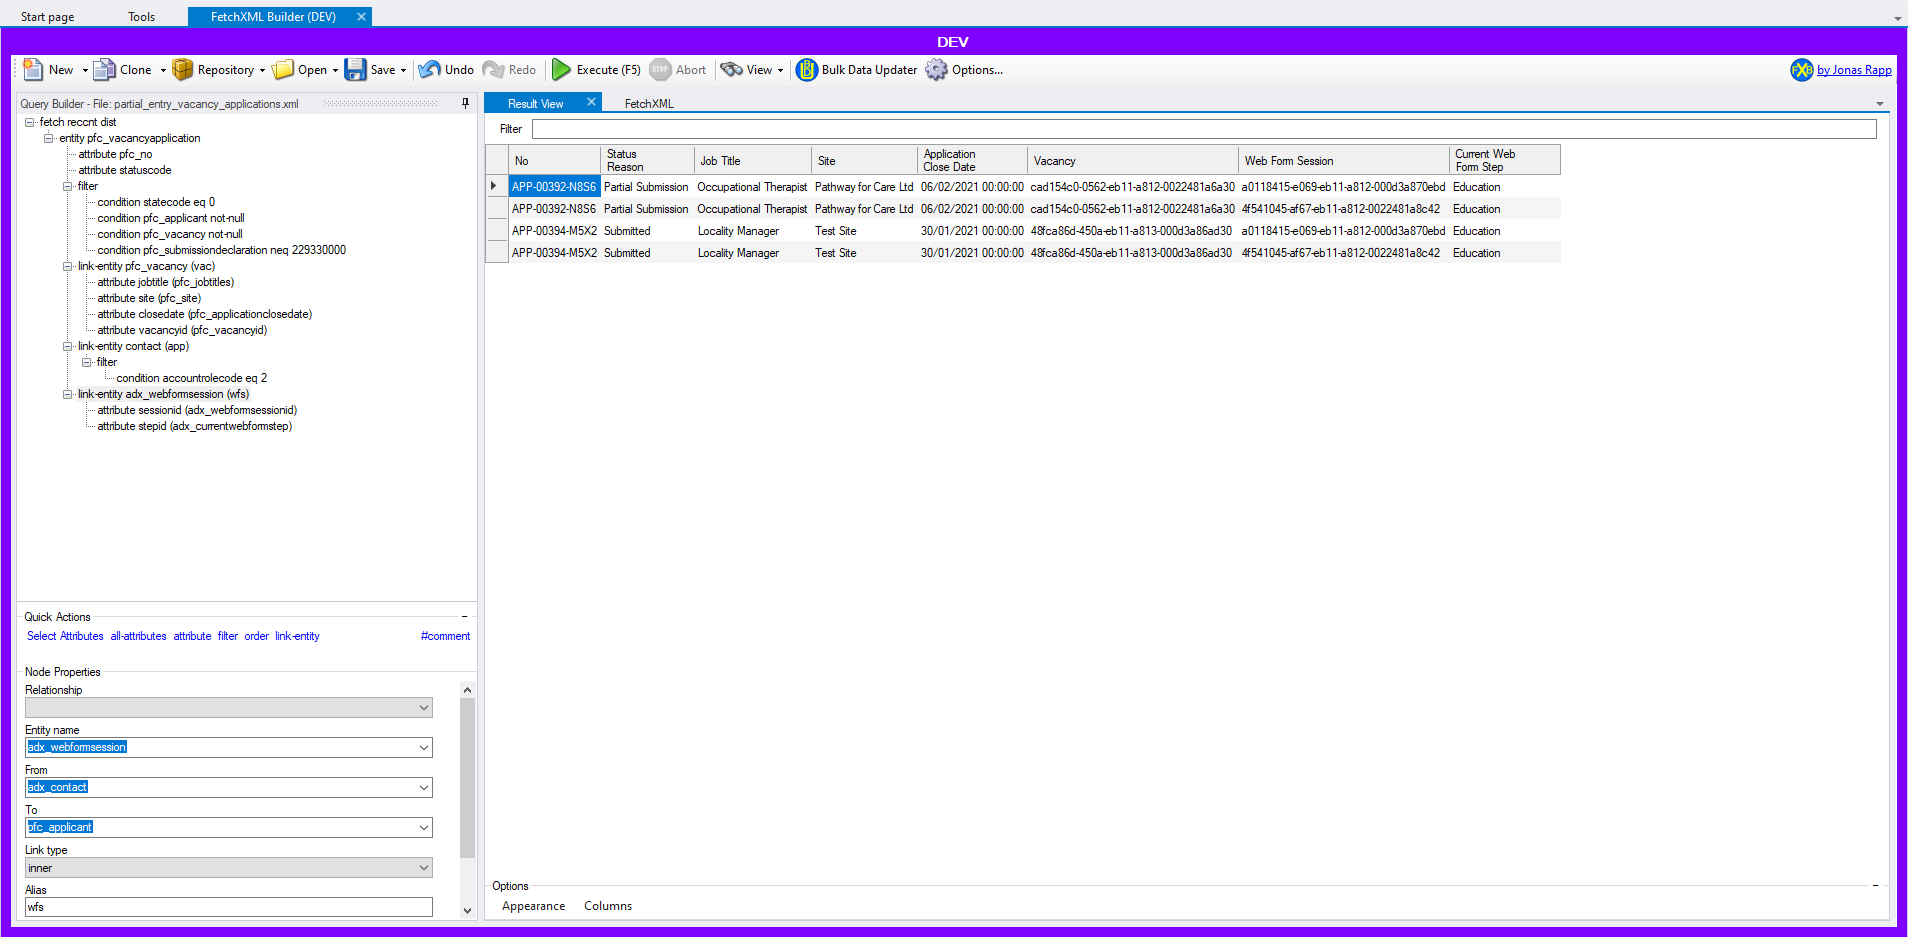 Start page Tools FetchXML Builder (DEV)
DEV
New Clone Repository Open Save Undo Redo Execute (F5) STOP Abort View Bulk Data Updater Options... FXB by Jonas Rapp
Query Builder - File: partial_entry_vacancy_applications.xml
fetch reccnt dist
entity pfc_vacancyapplication
attribute pfc_no
attribute statuscode
filter
condition statecode eq 0
condition pfc_applicant not-null
condition pfc_vacancy not-null
condition pfc_submissiondeclaration neq 229330000
link-entity pfc_vacancy (vac)
attribute jobtitle (pfc_jobtitles)
attribute site (pfc_site)
attribute closedate (pfc_applicationclosedate)
attribute vacancyid (pfc_vacancyid)
link-entity contact (app)
filter
condition accountrolecode eq 2
link-entity adx_webformsession (wfs)
attribute sessionid (adx_webformsessionid)
attribute stepid (adx_currentwebformstep)
Quick Actions
Select Attributes all-attributes attribute filter order link-entity #comment
Node Properties
Relationship
Entity name
adx_webformsession
From
adx_contact
To
pfc_applicant
Link type
inner
Alias
wfs
Result View FetchXML
Filter
No Status Reason Job Title Site Application Close Date Vacancy Web Form Session Current Web Form Step
APP-00392-N8S6 Partial Submission Occupational Therapist Pathway for Care Ltd 06/02/2021 00:00:00 cad154c0-0562-eb11-a812-0022481a6a30 a0118415-e069-eb11-a812-000d3a870ebd Education
APP-00392-N8S6 Partial Submission Occupational Therapist Pathway for Care Ltd 06/02/2021 00:00:00 cad154c0-0562-eb11-a812-0022481a6a30 4f541045-af67-eb11-a812-0022481a8c42 Education
APP-00394-M5X2 Submitted Locality Manager Test Site 30/01/2021 00:00:00 48fca86d-450a-eb11-a813-000d3a86ad30 a0118415-e069-eb11-a812-000d3a870ebd Education
APP-00394-M5X2 Submitted Locality Manager Test Site 30/01/2021 00:00:00 48fca86d-450a-eb11-a813-000d3a86ad30 4f541045-af67-eb11-a812-0022481a8c42 Education
Options
Appearance Columns